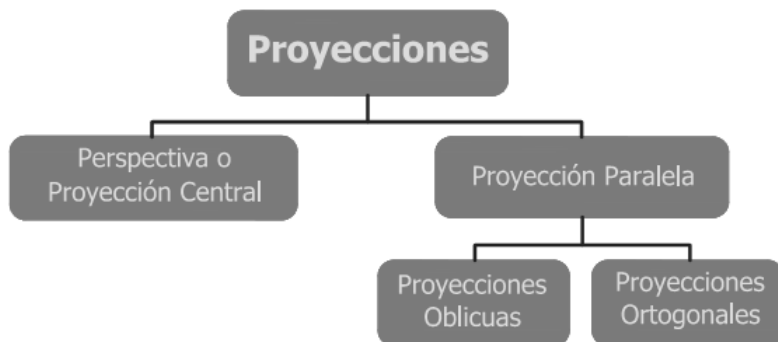 Proyecciones
Perspectiva o
Proyección Central
Proyección Paralela
Proyecciones
Oblicuas
Proyecciones
Ortogonales